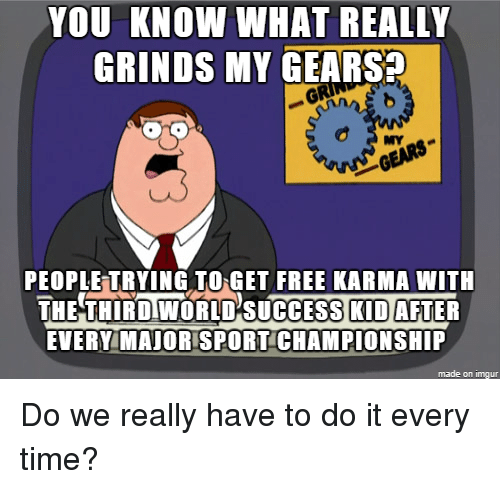 YOU KNOW WHAT REALLY
GRINDS MY GEARS?
GRIND
MY
GEARS
PEOPLE TRYING TO GET FREE KARMA WITH
THE THIRD WORLD SUCCESS KID AFTER
EVERY MAJOR SPORT CHAMPIONSHIP
made on imgur
Do we really have to do it every
time?